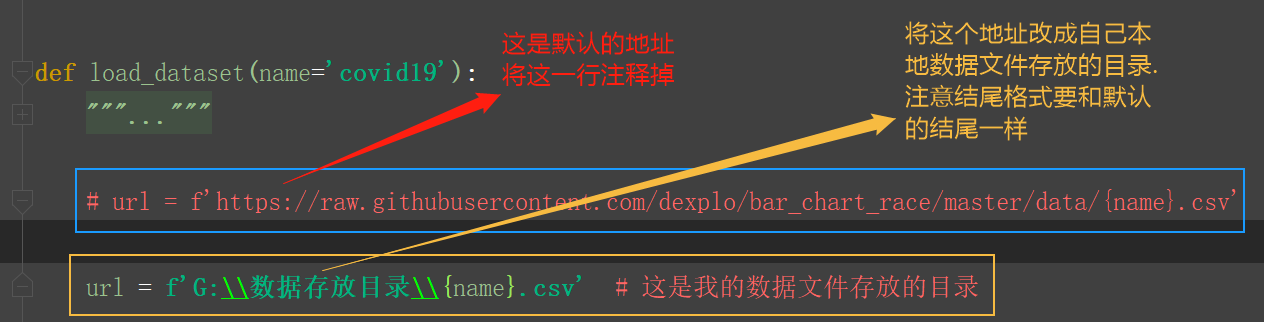 将这个地址改成自己本
地数据文件存放的目录.
注意结尾格式要和默认
的结尾一样
这是默认的地址
将这一行注释掉
def load_dataset(name='covid19'):
"""..."""
# url = f'https://raw.githubusercontent.com/dexplo/bar_chart_race/master/data/{name}.csv'
url = f'G:\\数据存放目录\\{name}.csv'  # 这是我的数据文件存放的目录